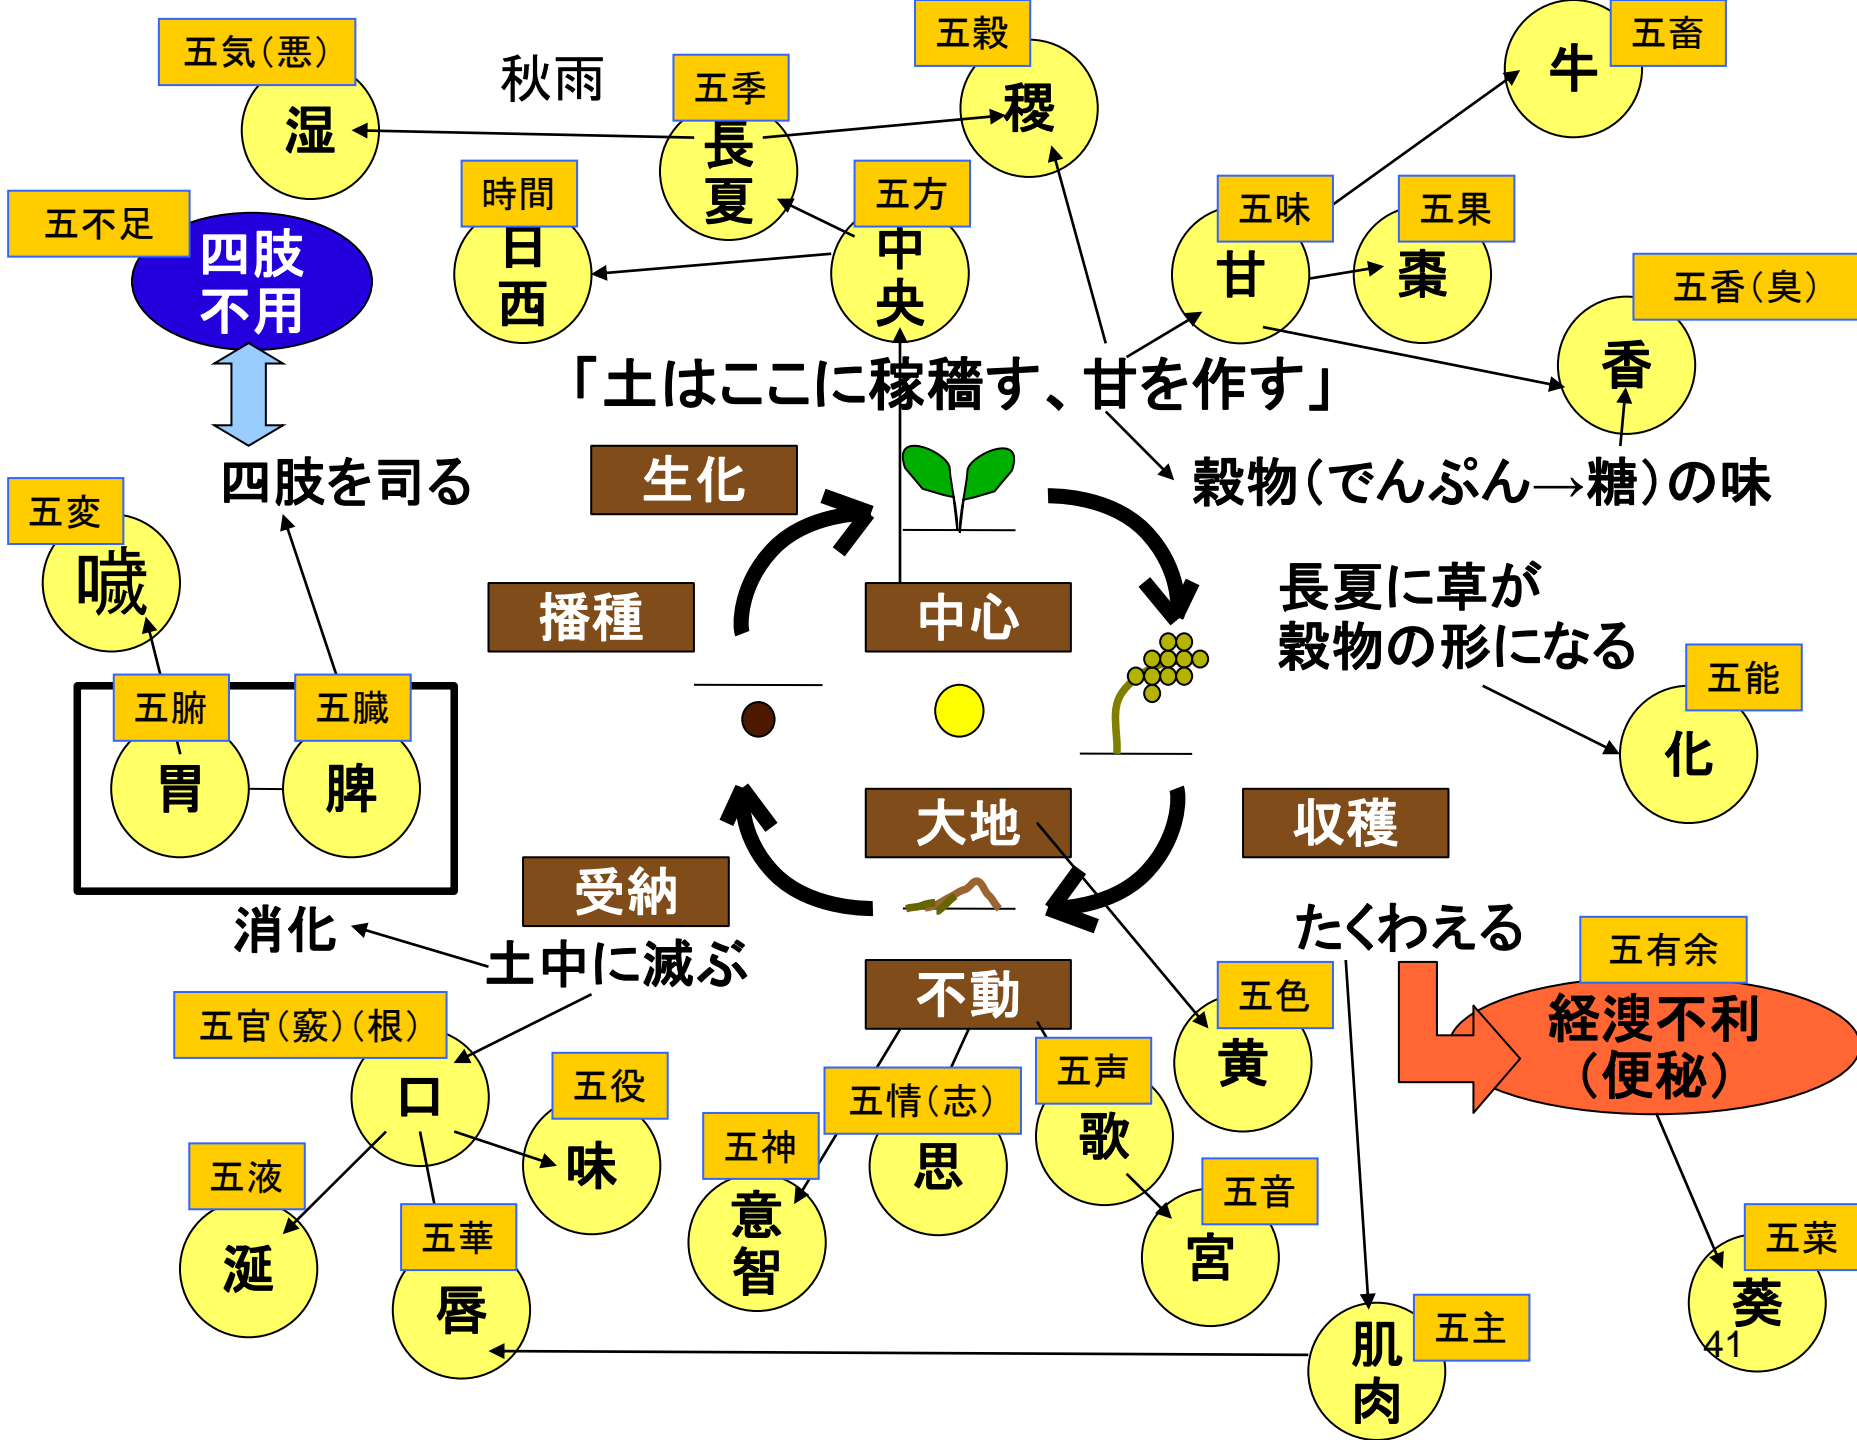 五気(悪)
湿
秋雨
五季
長
夏
五穀
稷
五畜
牛
五不足
四肢
不用
時間
日
西
五方
中
央
五味
甘
五果
棗
五香(臭)
香
「土はここに稼穡す、甘を作す」
四肢を司る
生化
穀物(でんぷん→糖)の味
五変
噦
播種
中心
長夏に草が
穀物の形になる
五能
化
五腑
胃
五臓
脾
大地
収穫
受納
消化
土中に滅ぶ
たくわえる
五有余
経溲不利
(便秘)
不動
五色
黄
五官(竅)(根)
口
五役
味
五情(志)
思
五声
歌
五神
意
智
五音
宮
五液
涎
五華
唇
五主
肌
肉
五菜
葵
41